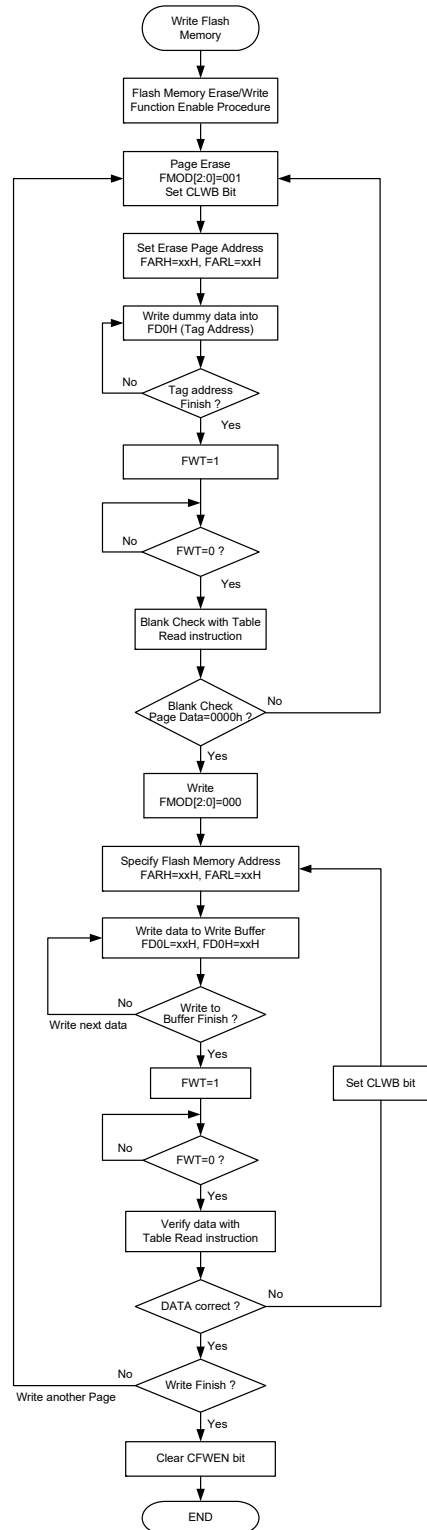 Write Flash
Memory
Flash Memory Erase/Write
Function Enable Procedure
Page Erase
FMOD[2:0]=001
Set CLWB Bit
Set Erase Page Address
FARH=xxH, FARL=xxH
Write dummy data into
FD0H (Tag Address)
No
Tag address
Finish ?
Yes
FWT=1
No
FWT=0 ?
Yes
Blank Check with Table
Read instruction
No
Blank Check
Page Data=0000h ?
Yes
Write
FMOD[2:0]=000
Specify Flash Memory Address
FARH=xxH, FARL=xxH
Write data to Write Buffer
FD0L=xxH, FD0H=xxH
No
Write next data
Write to
Buffer Finish ?
Yes
FWT=1
Set CLWB bit
No
FWT=0 ?
Yes
Verify data with
Table Read instruction
No
DATA correct ?
Yes
No
Write another Page
Write Finish ?
Yes
Clear CFWEN bit
END